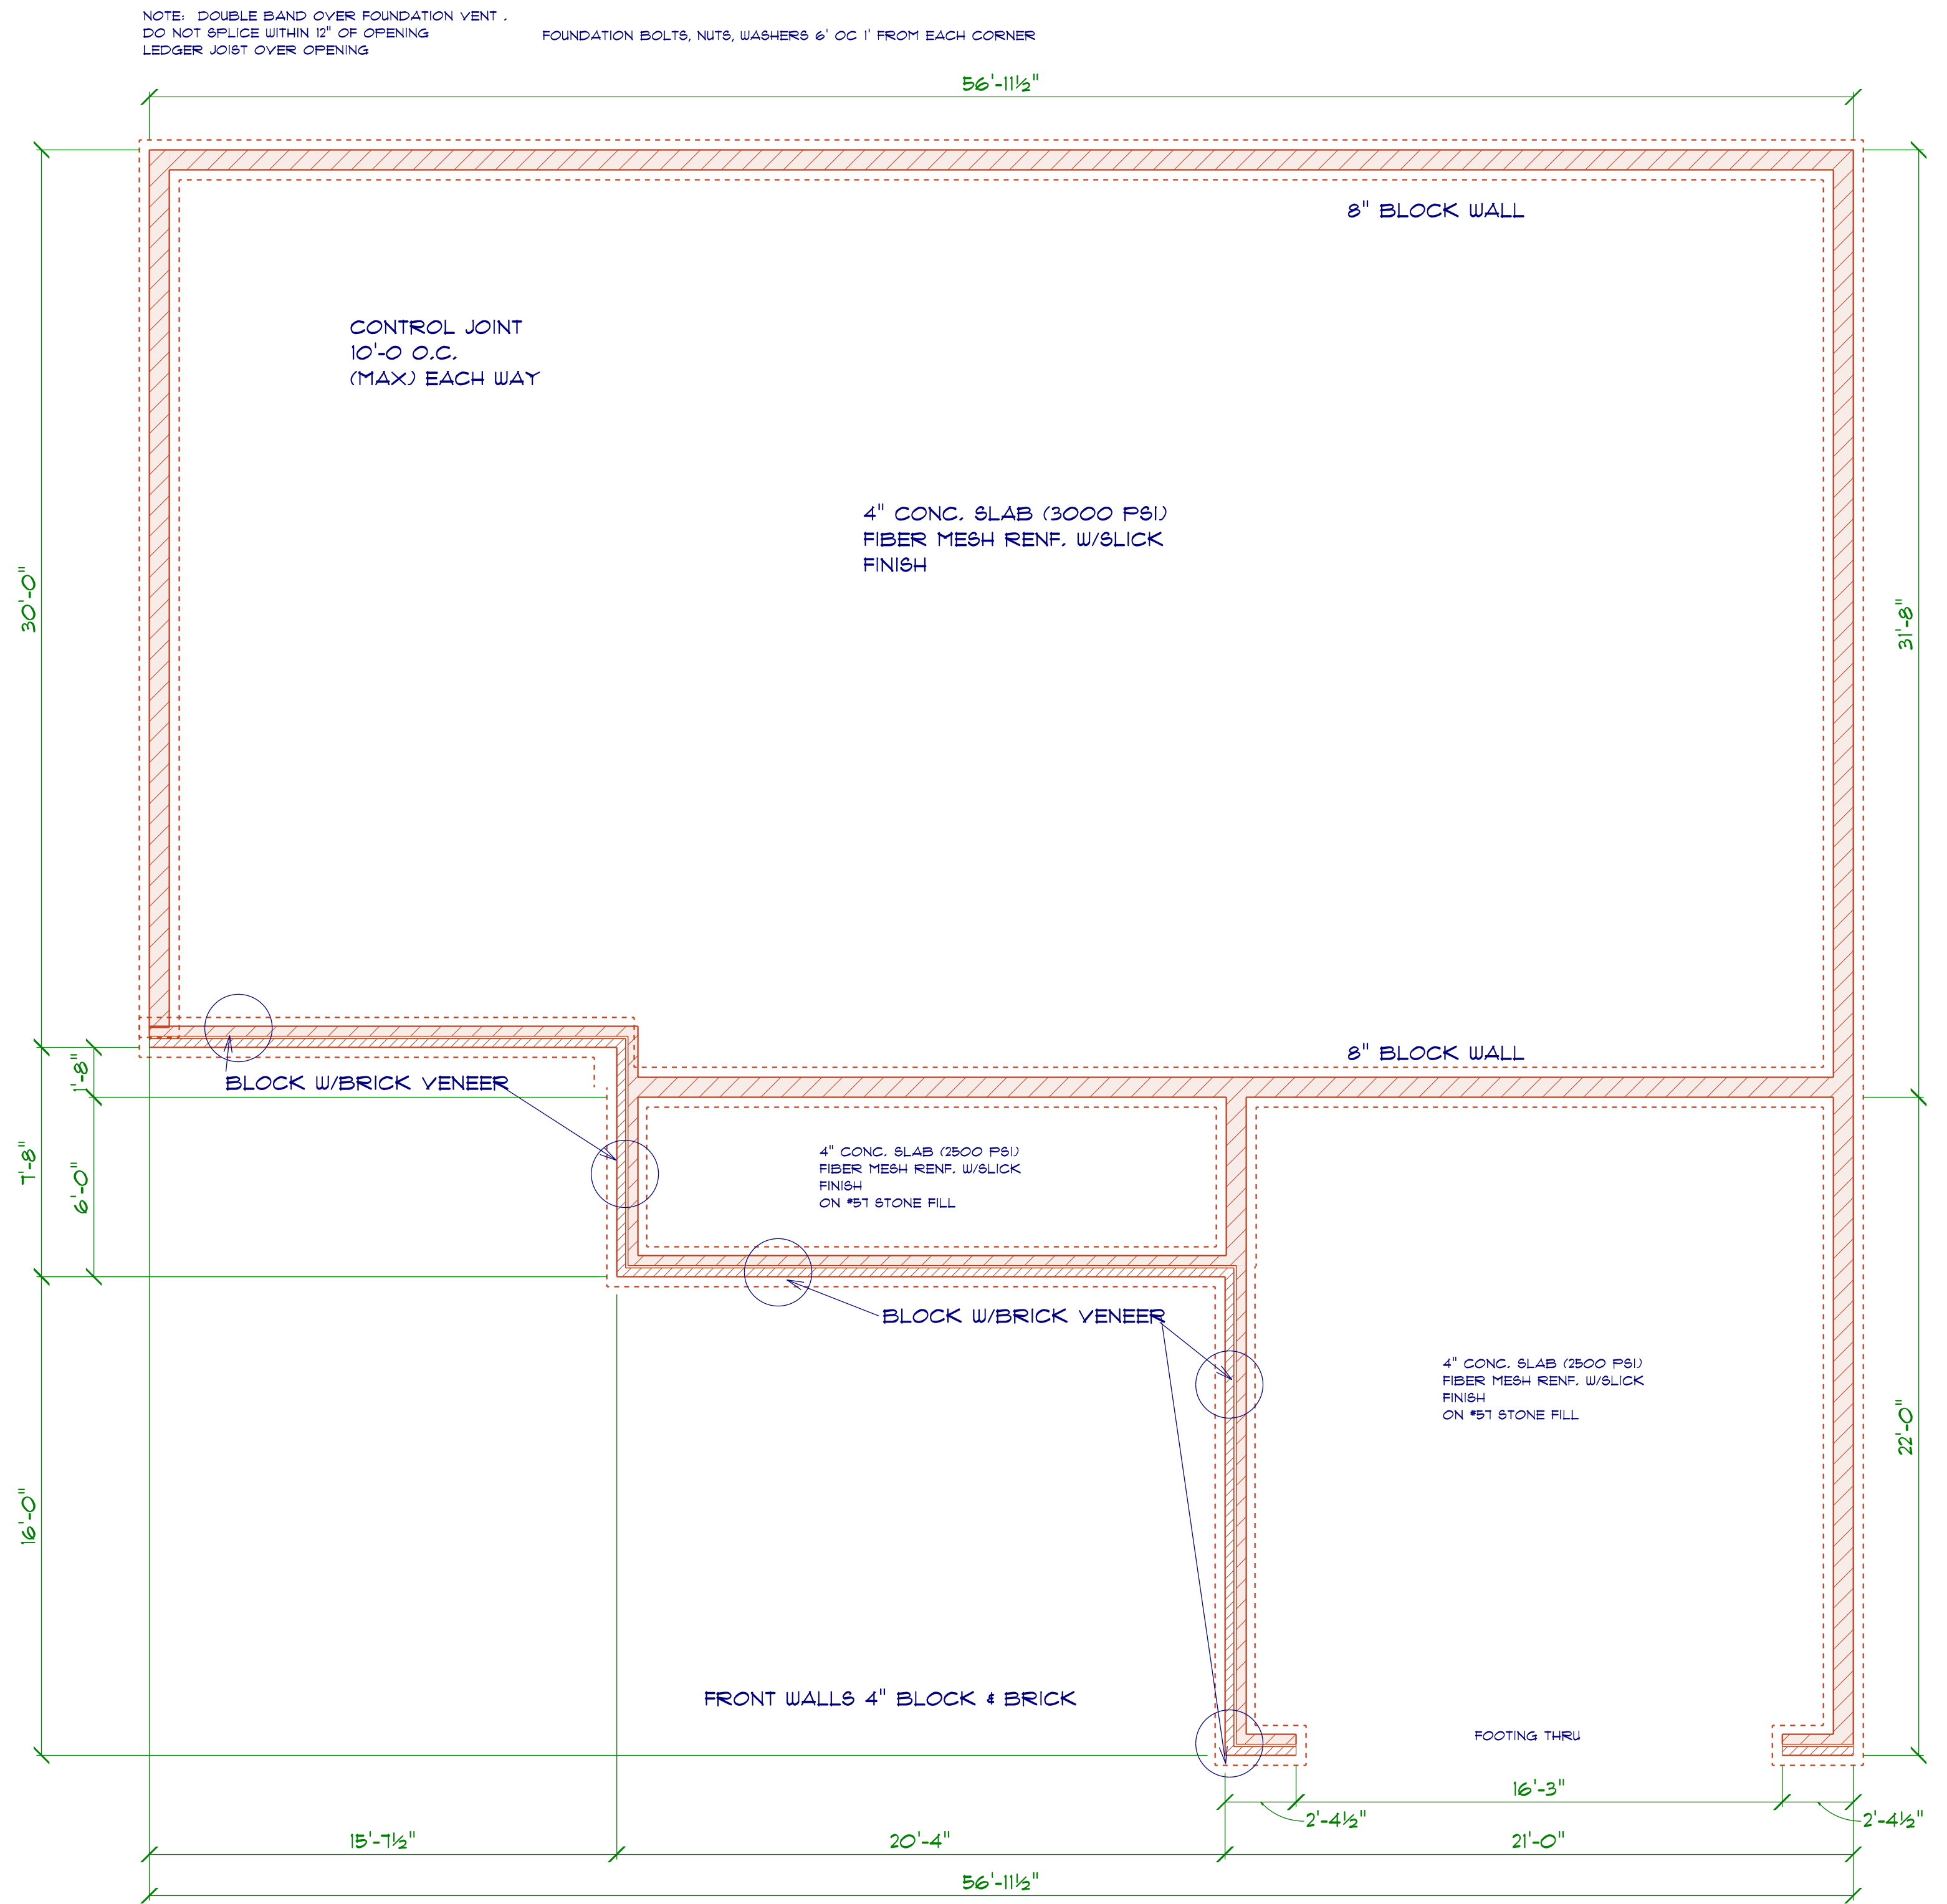 NOTE: DOUBLE BAND OVER FOUNDATION VENT .
DO NOT SPLICE WITHIN 12" OF OPENING
LEDGER JOIST OVER OPENING
FOUNDATION BOLTS, NUTS, WASHERS 6' OC 1' FROM EACH CORNER
56'-11½"
8" BLOCK WALL
CONTROL JOINT
10'-0 O.C.
(MAX) EACH WAY
4" CONC. SLAB (3000 PSI)
FIBER MESH RENF. W/SLICK
FINISH
30'-0"
31'-8"
8" BLOCK WALL
1'-8"
BLOCK W/BRICK VENEER
7'-8"
6'-0"
4" CONC. SLAB (2500 PSI)
FIBER MESH RENF. W/SLICK
FINISH
ON #57 STONE FILL
BLOCK W/BRICK VENEER
4" CONC. SLAB (2500 PSI)
FIBER MESH RENF. W/SLICK
FINISH
ON #57 STONE FILL
22'-0"
16'-0"
FRONT WALLS 4" BLOCK & BRICK
FOOTING THRU
16'-3"
2'-4½"
2'-4½"
15'-7½"
20'-4"
21'-0"
56'-11½"